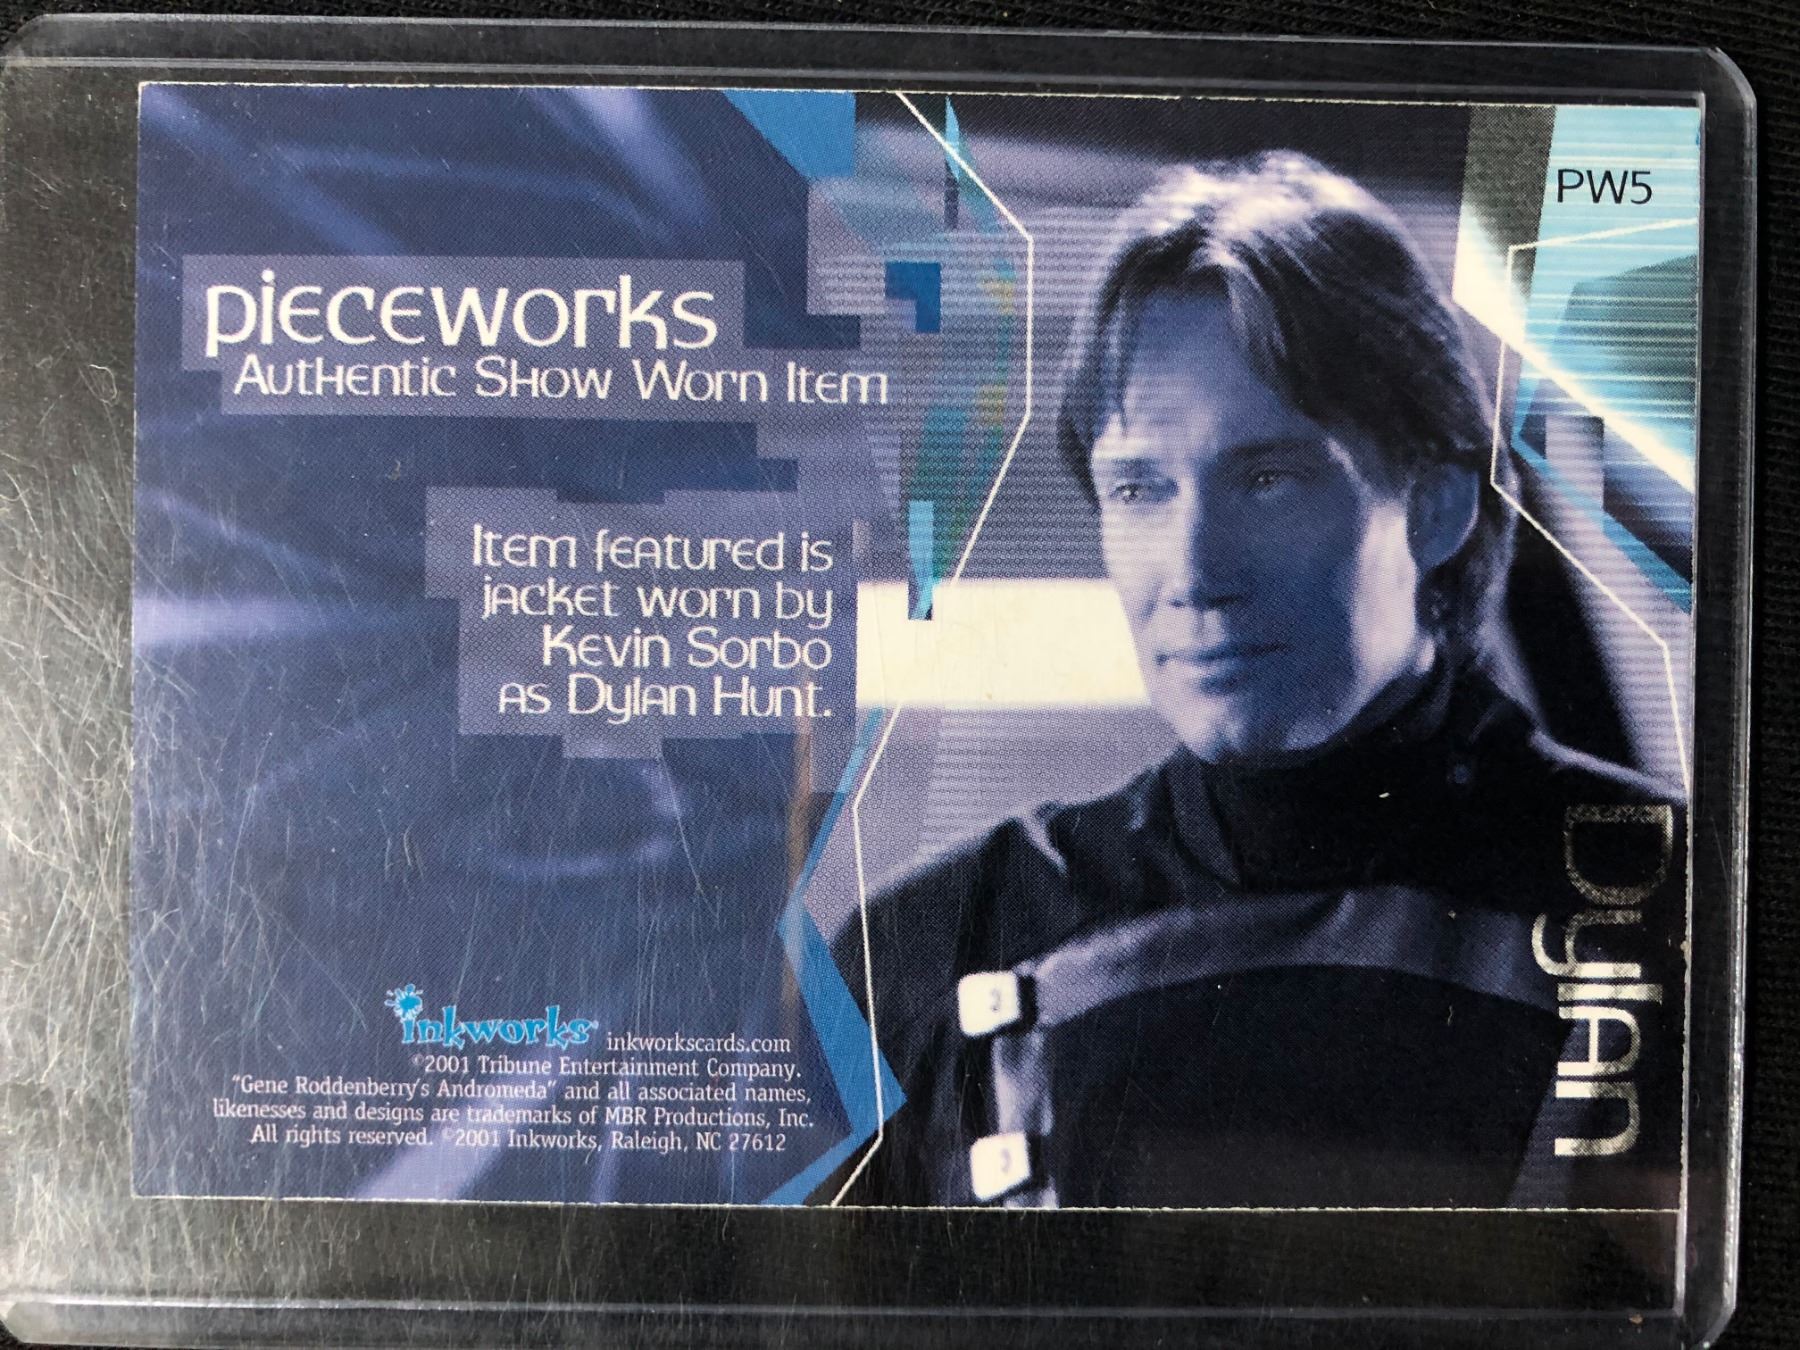 PW5
pieceworks
Authentic Show Worn Item
Item featured is
jacket worn by
Kevin Sorbo
as Dylan Hunt.
Dylan
2
3
inkworks inkworkscards.com
©2001 Tribune Entertainment Company.
"Gene Roddenberry's Andromeda" and all associated names,
likenesses and designs are trademarks of MBR Productions, Inc.
All rights reserved. ©2001 Inkworks, Raleigh, NC 27612